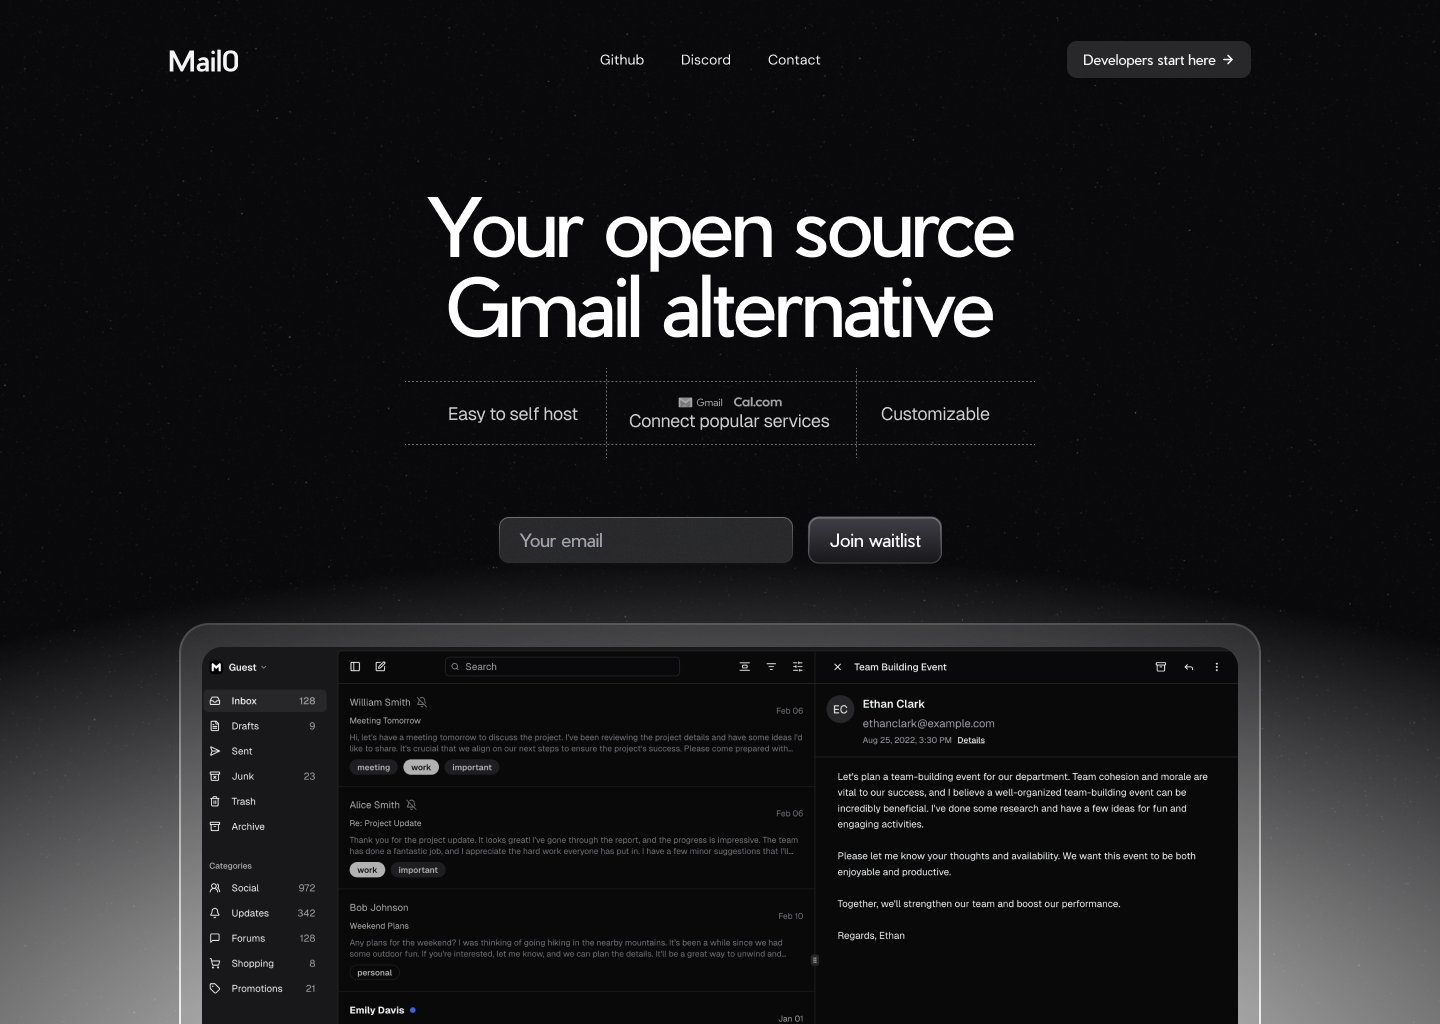 Mail0
Github
Discord
Contact
Developers start here →
Your open source
Gmail alternative
Easy to self host
Gmail
Cal.com
Connect popular services
Customizable
Your email
Join waitlist
M
Guest
Inbox 128
Drafts 9
Sent
Junk 23
Trash
Archive
Categories
Social 972
Updates 342
Forums 128
Shopping 8
Promotions 21
Search
William Smith
Feb 06
Meeting Tomorrow
Hi, let's have a meeting tomorrow to discuss the project. I've been reviewing the project details and have some ideas I'd
like to share. It's crucial that we align on our next steps to ensure the project's success. Please come prepared with...
meeting work important
Alice Smith
Feb 06
Re: Project Update
Thank you for the project update. It looks great! I've gone through the report, and the progress is impressive. The team
has done a fantastic job, and I appreciate the hard work everyone has put in. I have a few minor suggestions that I'll...
work important
Bob Johnson
Feb 10
Weekend Plans
Any plans for the weekend? I was thinking of going hiking in the nearby mountains. It's been a while since we had
some outdoor fun. If you're interested, let me know, and we can plan the details. It'll be a great way to unwind and...
personal
Emily Davis
Jan 01
Team Building Event
EC
Ethan Clark
ethanclark@example.com
Aug 25, 2022, 3:30 PM Details
Let's plan a team-building event for our department. Team cohesion and morale are
vital to our success, and I believe a well-organized team-building event can be
incredibly beneficial. I've done some research and have a few ideas for fun and
engaging activities.
Please let me know your thoughts and availability. We want this event to be both
enjoyable and productive.
Together, we'll strengthen our team and boost our performance.
Regards, Ethan